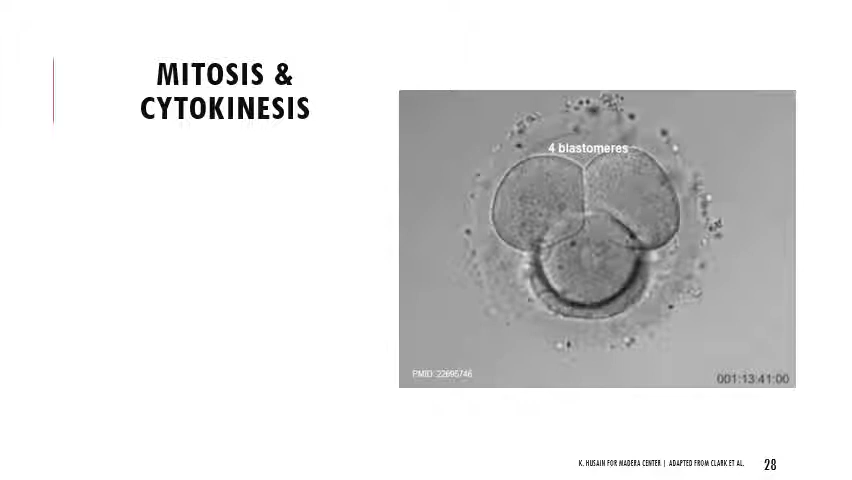 MITOSIS &
CYTOKINESIS
4 blastomeres
PMID: 22695746
001:13:41:00
K. HUSAIN FOR MADERA CENTER | ADAPTED FROM CLARK ET AL.
28